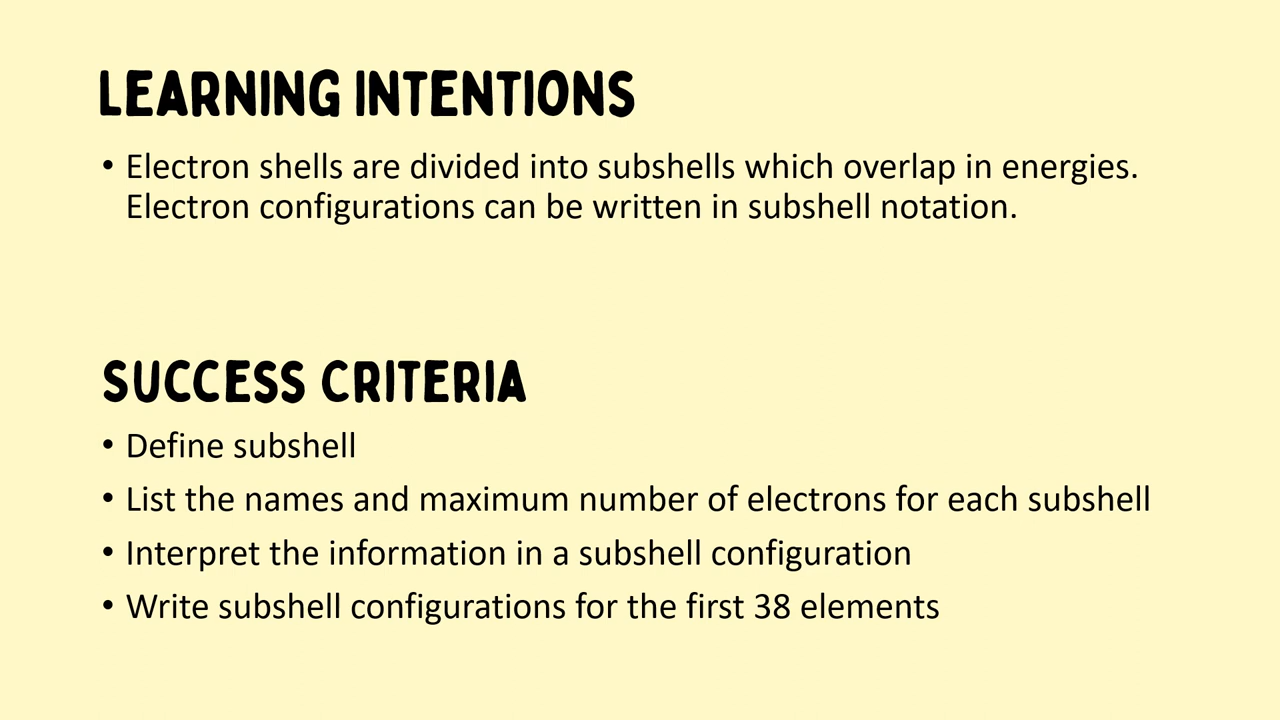 LEARNING INTENTIONS
• Electron shells are divided into subshells which overlap in energies.
Electron configurations can be written in subshell notation.
SUCCESS CRITERIA
• Define subshell
• List the names and maximum number of electrons for each subshell
• Interpret the information in a subshell configuration
• Write subshell configurations for the first 38 elements